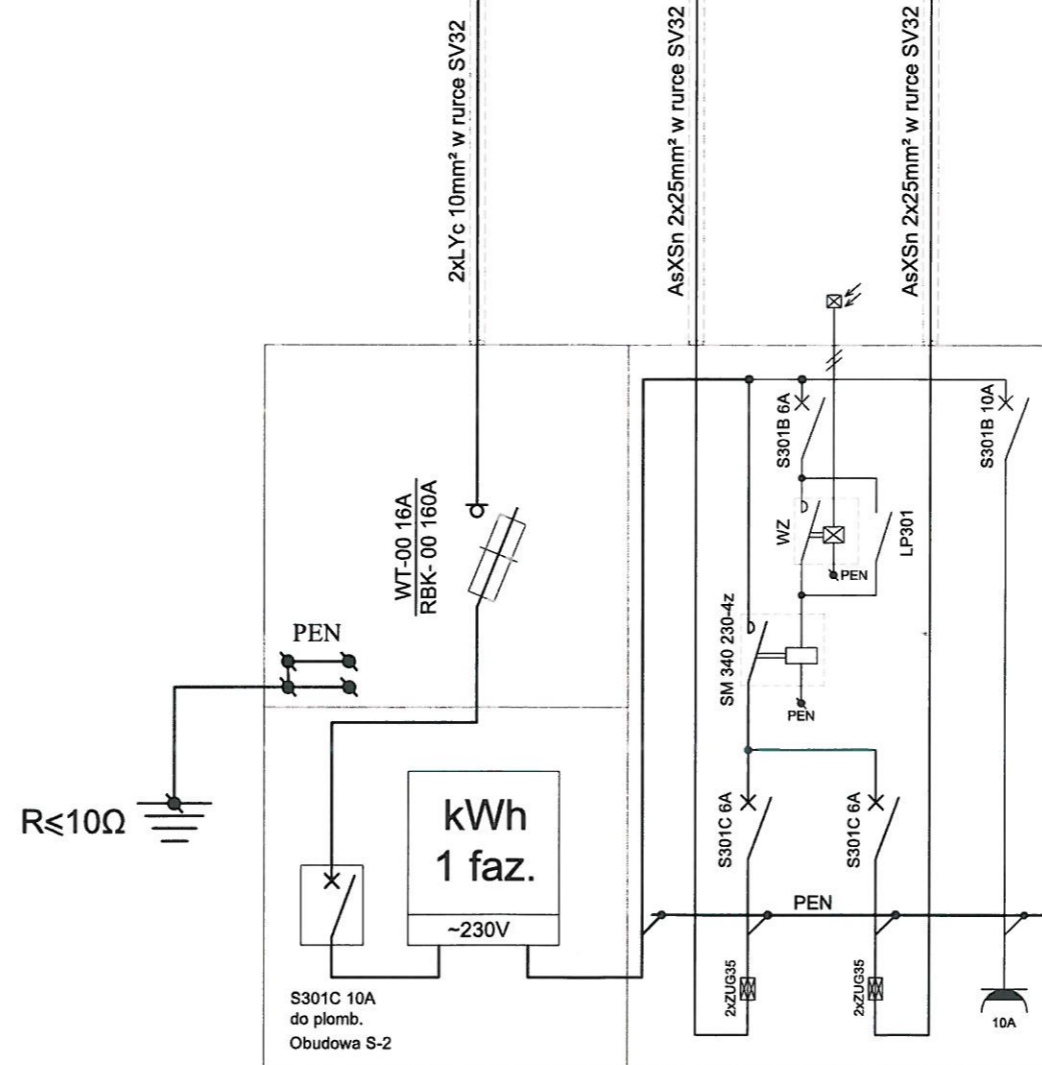 2xLYc 10mm² w rurce SV32
AsXSn 2x25mm² w rurce SV32
AsXSn 2x25mm² w rurce SV32
S301B 6A
S301B 10A
WT-00 16A
RBK- 00 160A
WZ
LP301
PEN
SM 340 230-4z
PEN
PEN
R⩽10Ω
kWh
1 faz.
~230V
S301C 6A
S301C 6A
PEN
2xZUG35
2xZUG35
S301C 10A
do plomb.
Obudowa S-2
10A